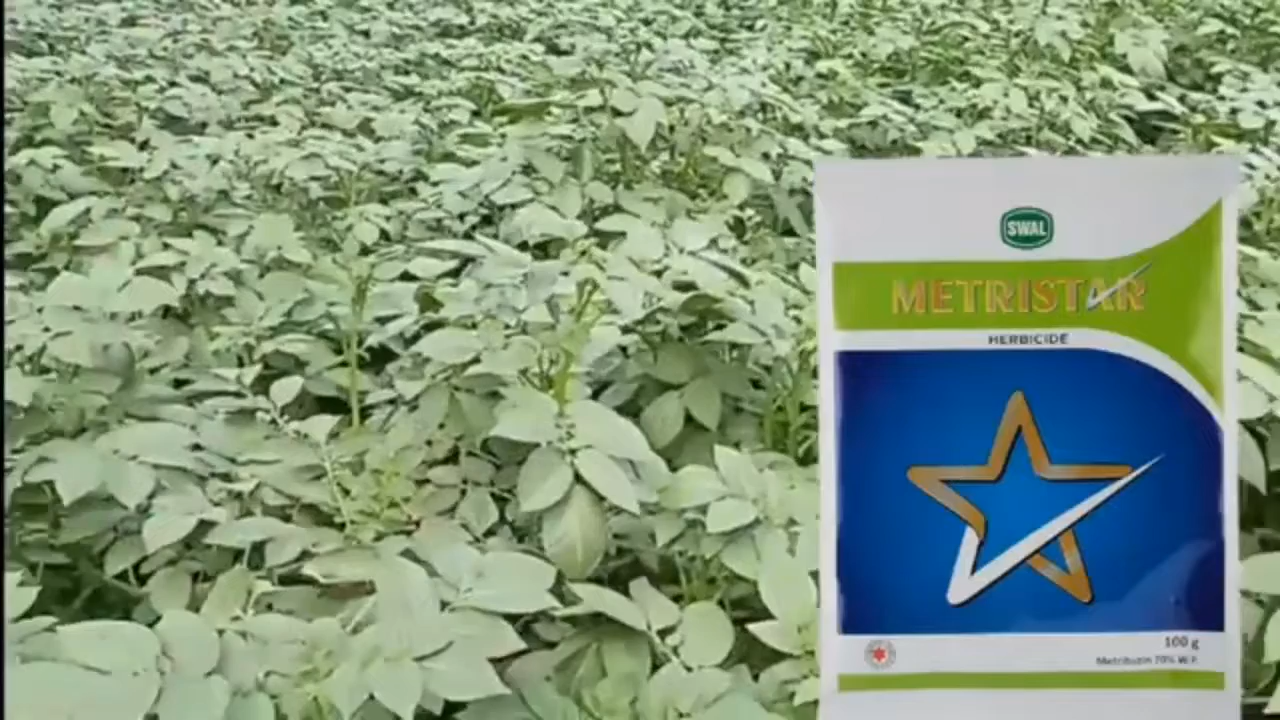 SWAL
METRISTAR
HERBICIDE
100 g
Metribuzin 70% W.P.